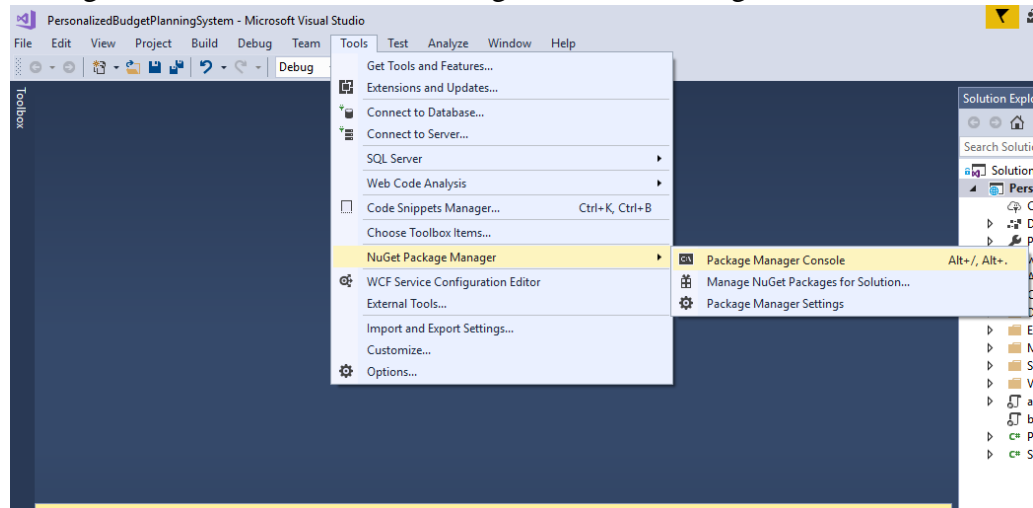 PersonalizedBudgetPlanningSystem - Microsoft Visual Studio
File Edit View Project Build Debug Team Tools Test Analyze Window Help
Debug
Get Tools and Features...
Extensions and Updates...
Connect to Database...
Connect to Server...
SQL Server
Web Code Analysis
Code Snippets Manager... Ctrl+K, Ctrl+B
Choose Toolbox Items...
NuGet Package Manager
Package Manager Console Alt+/, Alt+.
Manage NuGet Packages for Solution...
Package Manager Settings
WCF Service Configuration Editor
External Tools...
Import and Export Settings...
Customize...
Options...
Toolbox
Solution Expl
Search Soluti
Solution
Pers
C
D
P
E
N
S
V
a
b
C# P
C# S